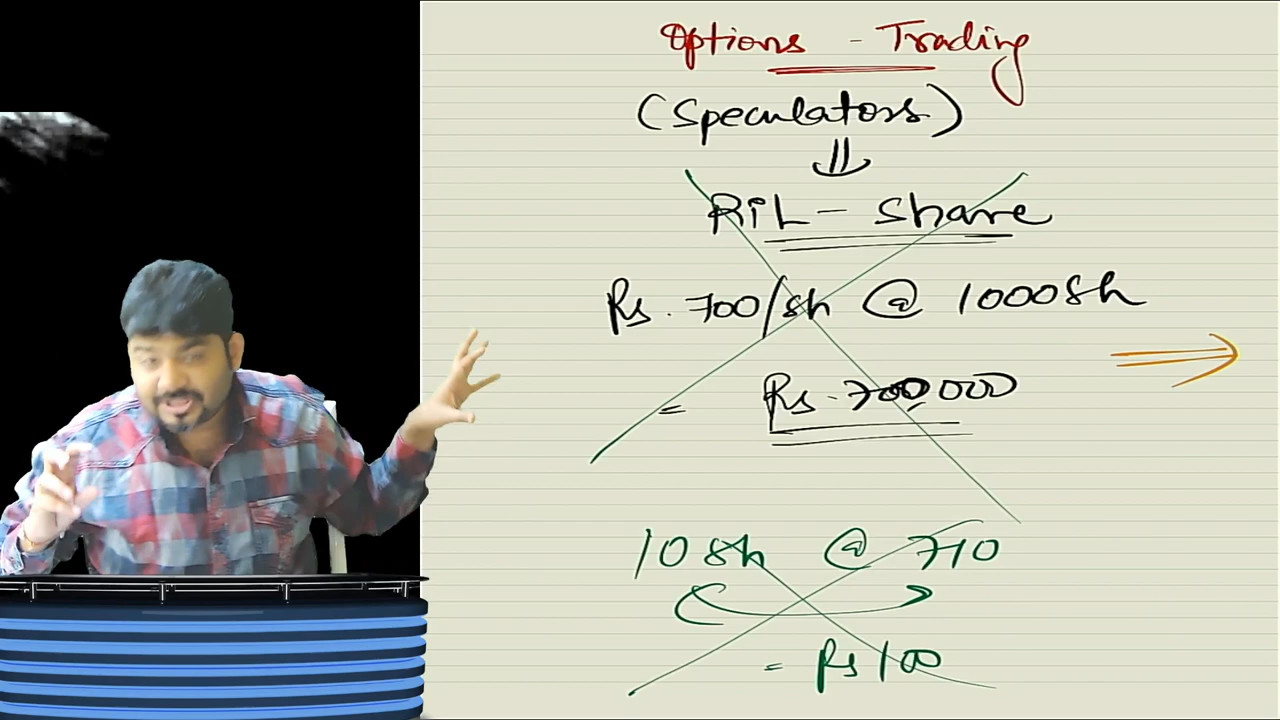 Options - Trading
(Speculators)
RiL - Share
Rs. 700/sh @ 1000sh
= Rs. 700,000
10 sh @ 710
= Rs 100